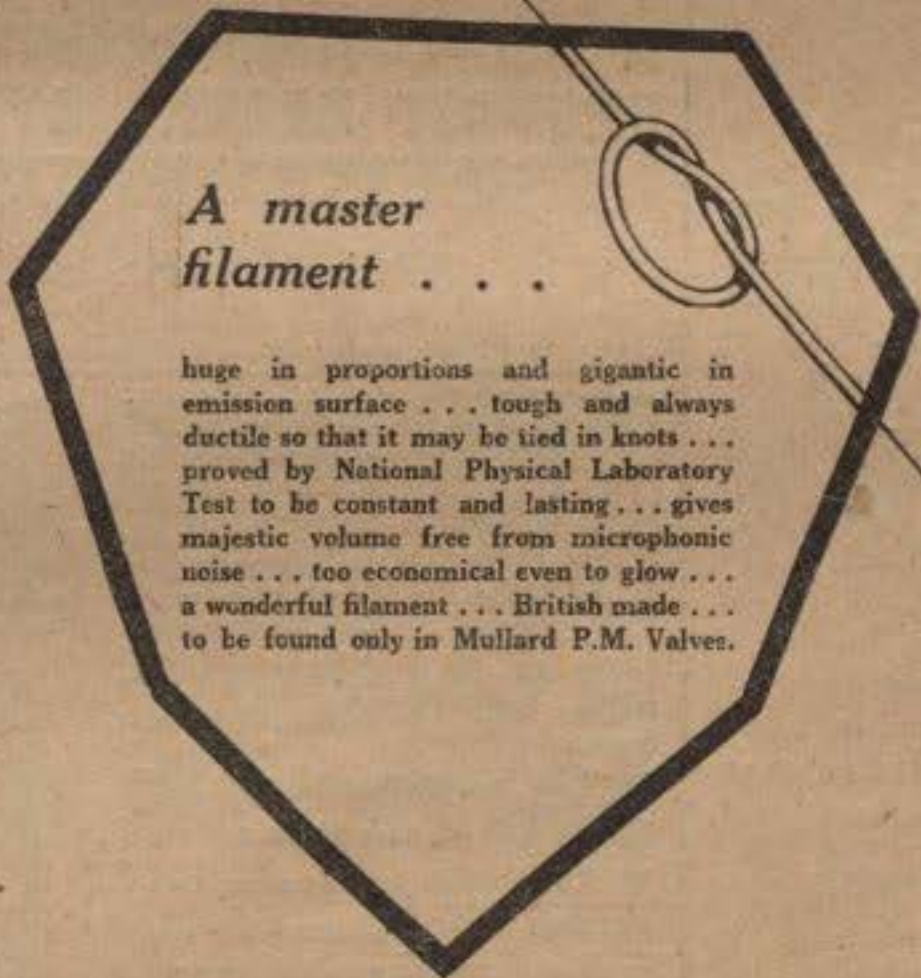 A master
filament . . .
huge in proportions and gigantic in
emission surface . . . tough and always
ductile so that it may be tied in knots . . .
proved by National Physical Laboratory
Test to be constant and lasting . . . gives
majestic volume free from microphonic
noise . . . too economical even to glow . . .
a wonderful filament . . . British made . . .
to be found only in Mullard P.M. Valves.